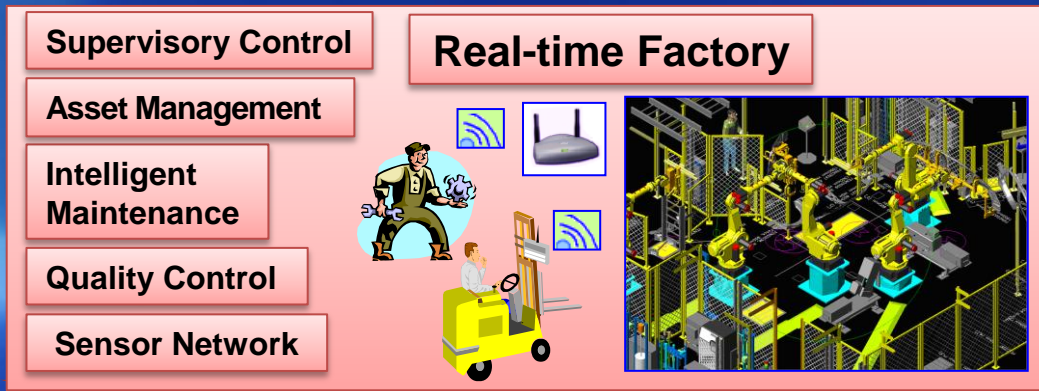 Supervisory Control
Real-time Factory
Asset Management
Intelligent
Maintenance
Quality Control
Sensor Network